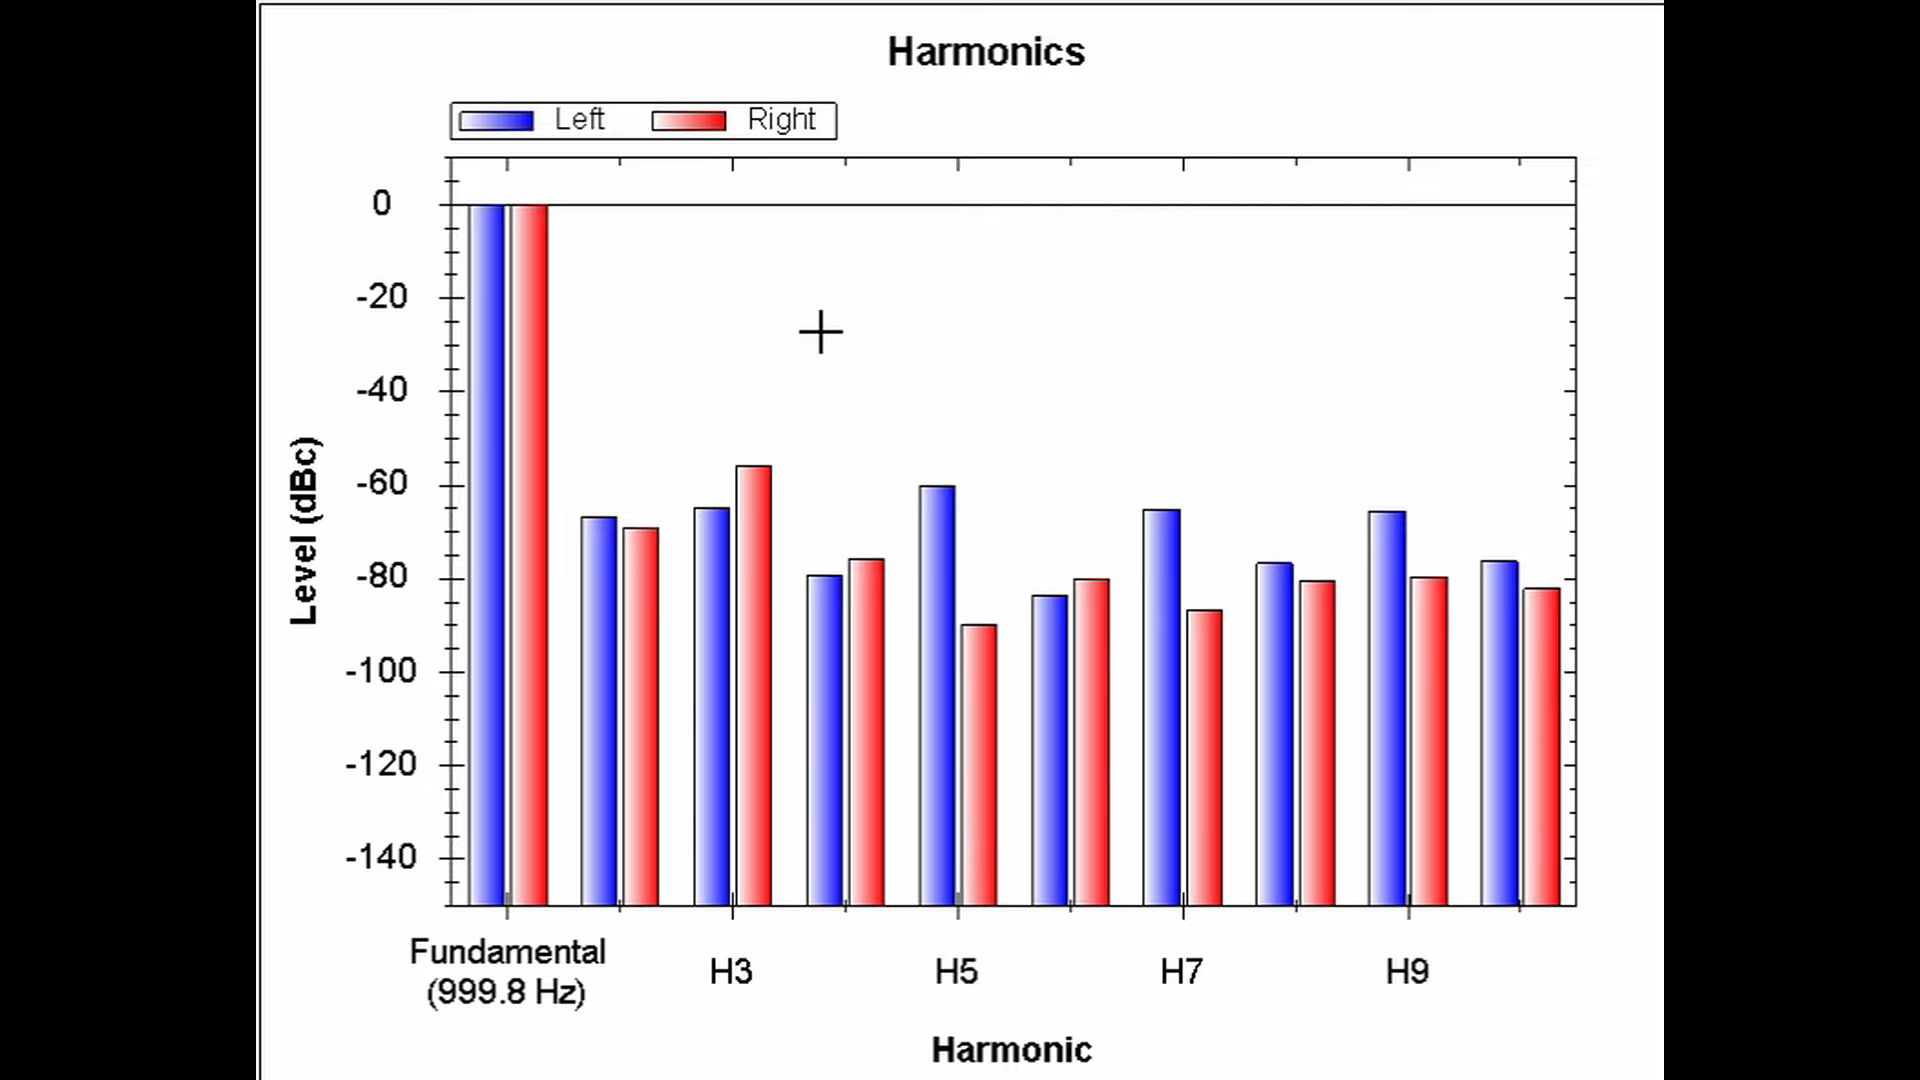 Harmonics
Left Right
0
-20
-40
-60
-80
-100
-120
-140
Level (dBc)
Fundamental
(999.8 Hz)
H3 H5 H7 H9
Harmonic